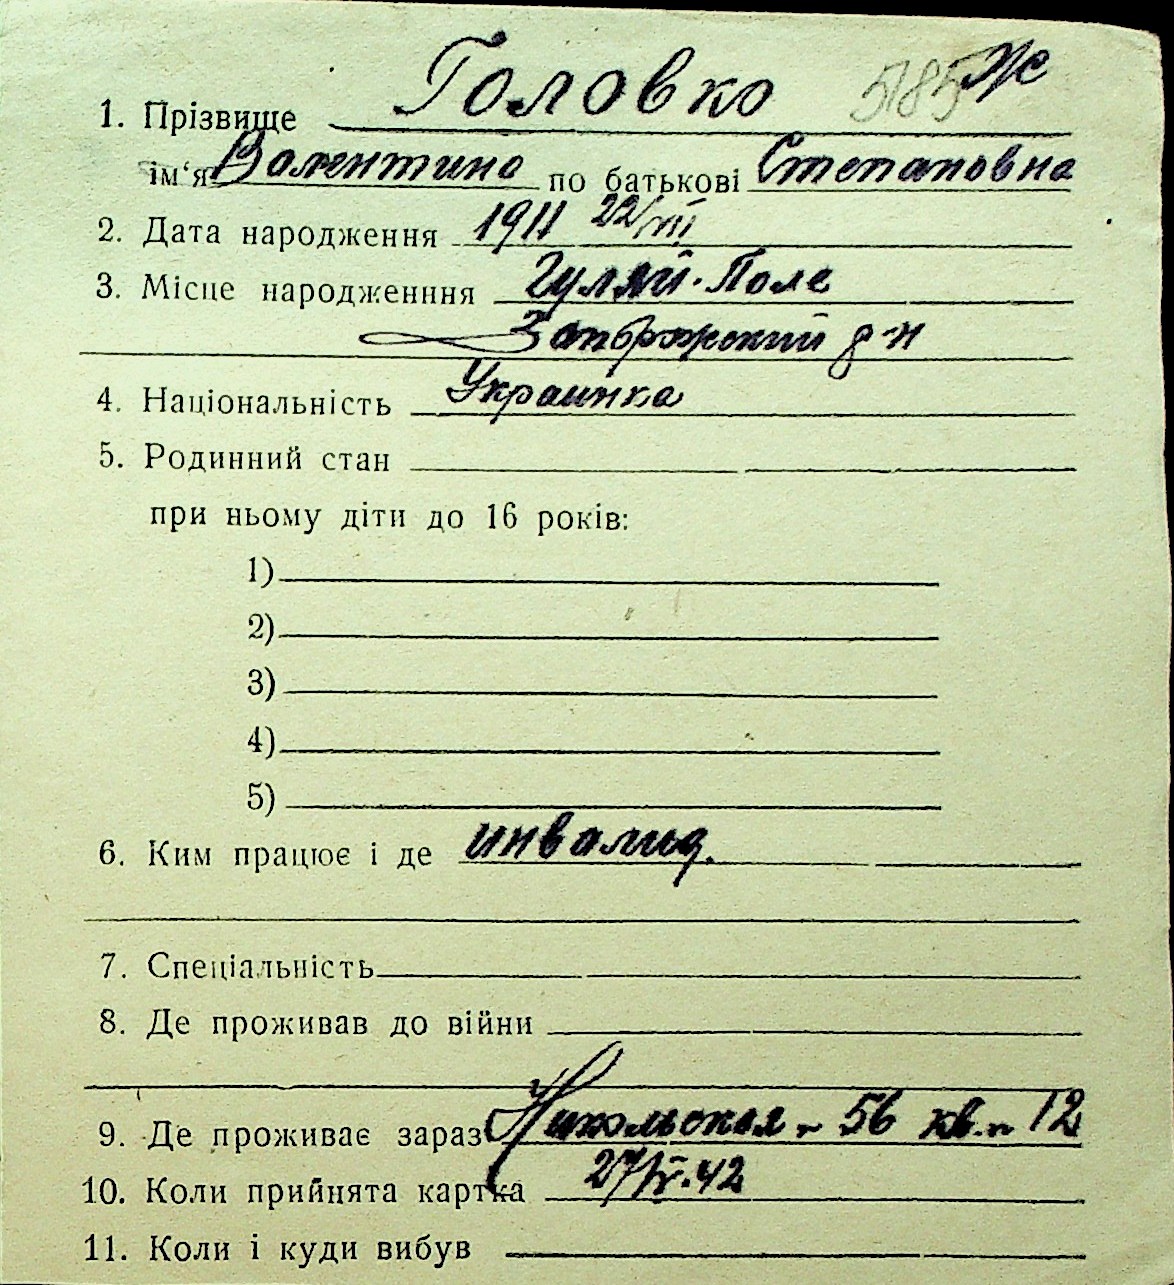 1. Прізвище Головко 5185 Ж
ім'я Валентина по батькові Степановна
2. Дата народження 1911 22/III
3. Місце народженння Гуляй-Поле
Запорожский р-н
4. Національність Украинка
5. Родинний стан
при ньому діти до 16 років:
1)
2)
3)
4)
5)
6. Ким працює і де инвалид.
7. Спеціальність
8. Де проживав до війни
9. Де проживає зараз Никольская - 56 кв. - 12
10. Коли прийнята картка 27/IV.42
11. Коли і куди вибув